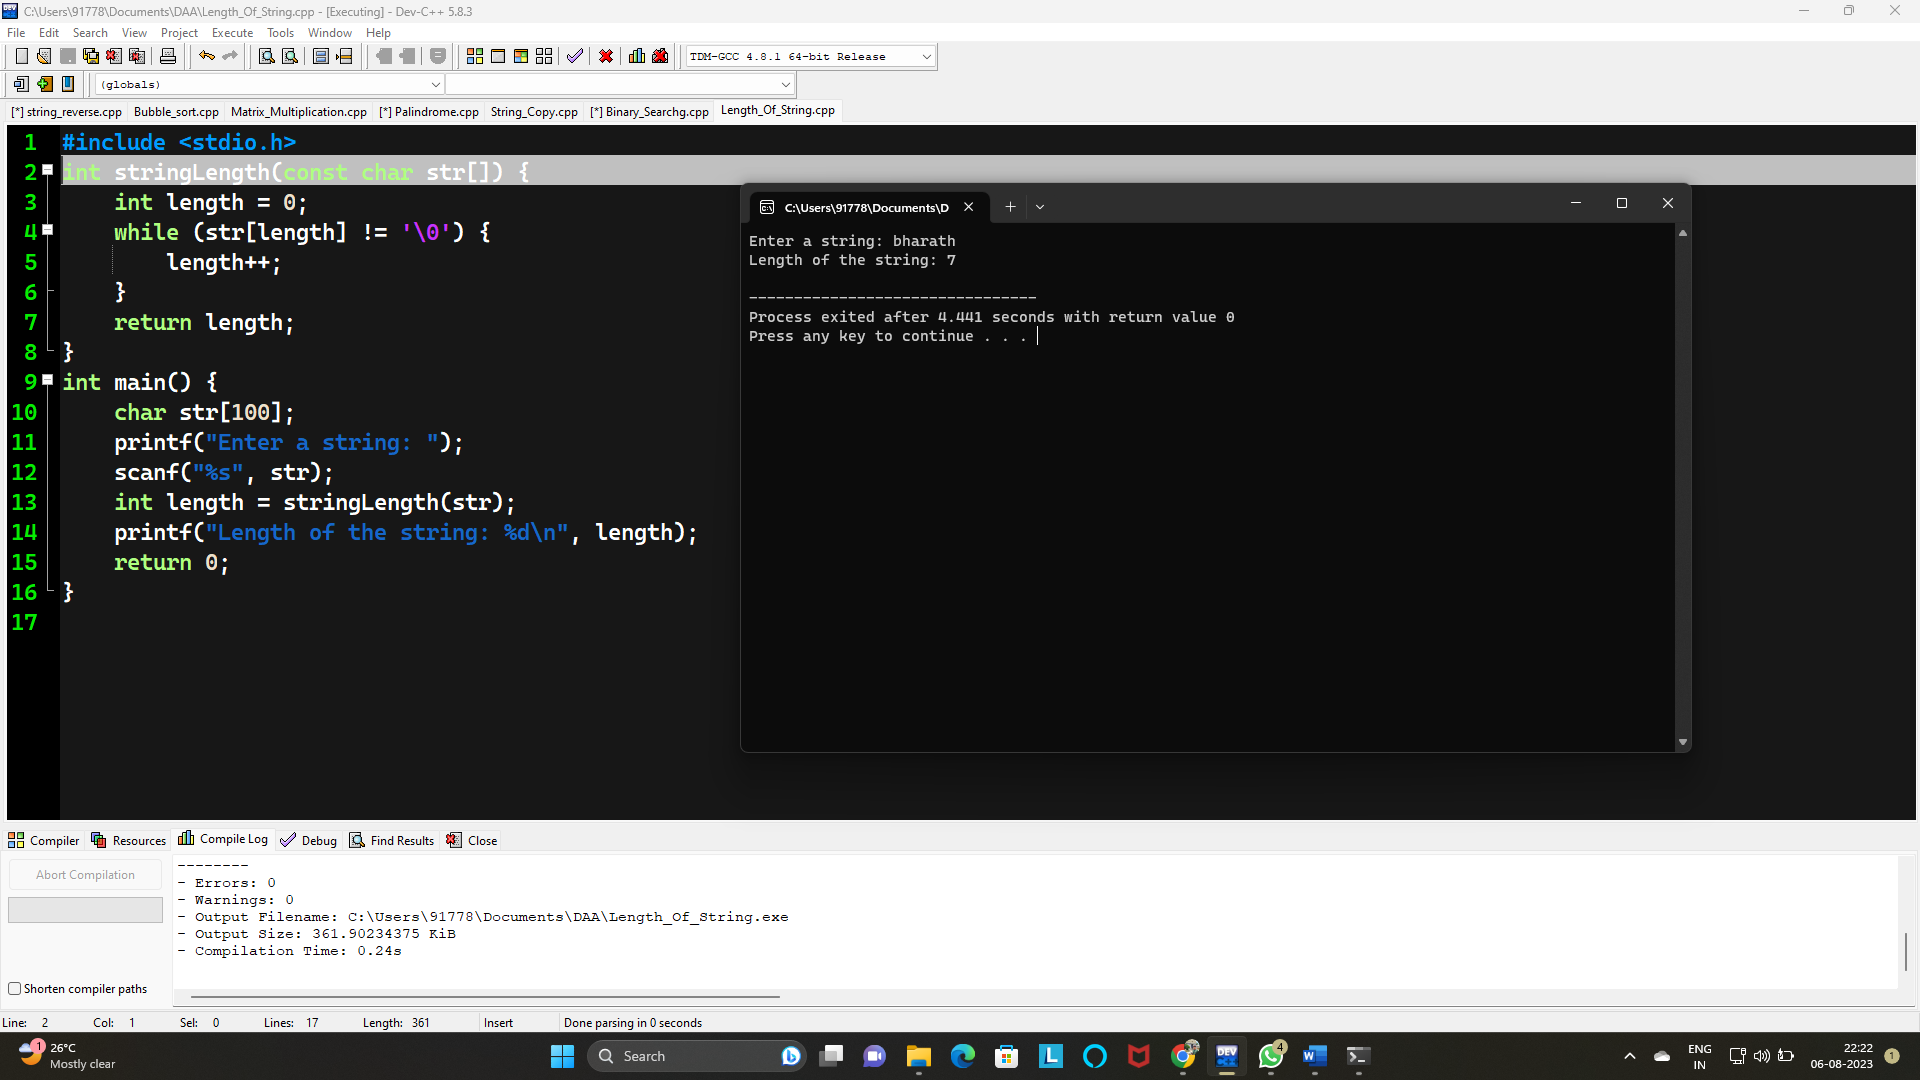 C:\Users\91778\Documents\DAA\Length_Of_String.cpp - [Executing] - Dev-C++ 5.8.3
File Edit Search View Project Execute Tools Window Help
TDM-GCC 4.8.1 64-bit Release
(globals)
[*] string_reverse.cpp Bubble_sort.cpp Matrix_Multiplication.cpp [*] Palindrome.cpp String_Copy.cpp [*] Binary_Searchg.cpp Length_Of_String.cpp
1 #include <stdio.h>
2 int stringLength(const char str[]) {
3 int length = 0;
4 while (str[length] != '\0') {
5 length++;
6 }
7 return length;
8 }
9 int main() {
10 char str[100];
11 printf("Enter a string: ");
12 scanf("%s", str);
13 int length = stringLength(str);
14 printf("Length of the string: %d\n", length);
15 return 0;
16 }
17
C:\Users\91778\Documents\D
Enter a string: bharath
Length of the string: 7
--------------------------------
Process exited after 4.441 seconds with return value 0
Press any key to continue . . .
Compiler Resources Compile Log Debug Find Results Close
Abort Compilation
Shorten compiler paths
--------
- Errors: 0
- Warnings: 0
- Output Filename: C:\Users\91778\Documents\DAA\Length_Of_String.exe
- Output Size: 361.90234375 KiB
- Compilation Time: 0.24s
Line: 2 Col: 1 Sel: 0 Lines: 17 Length: 361 Insert Done parsing in 0 seconds
1
26°C
Mostly clear
Search
L
DEV
4
W
ENG
IN
22:22
06-08-2023
1